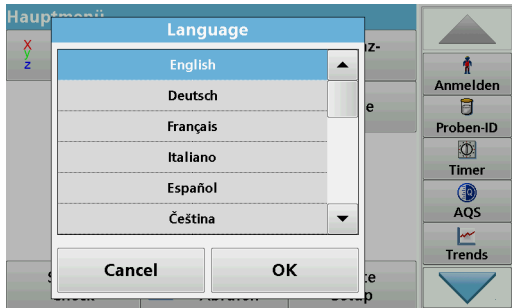 Hauptmenü
Language
X
y
z
English
Deutsch
Français
Italiano
Español
Čeština
Cancel
OK
Anmelden
Proben-ID
Timer
AQS
Trends